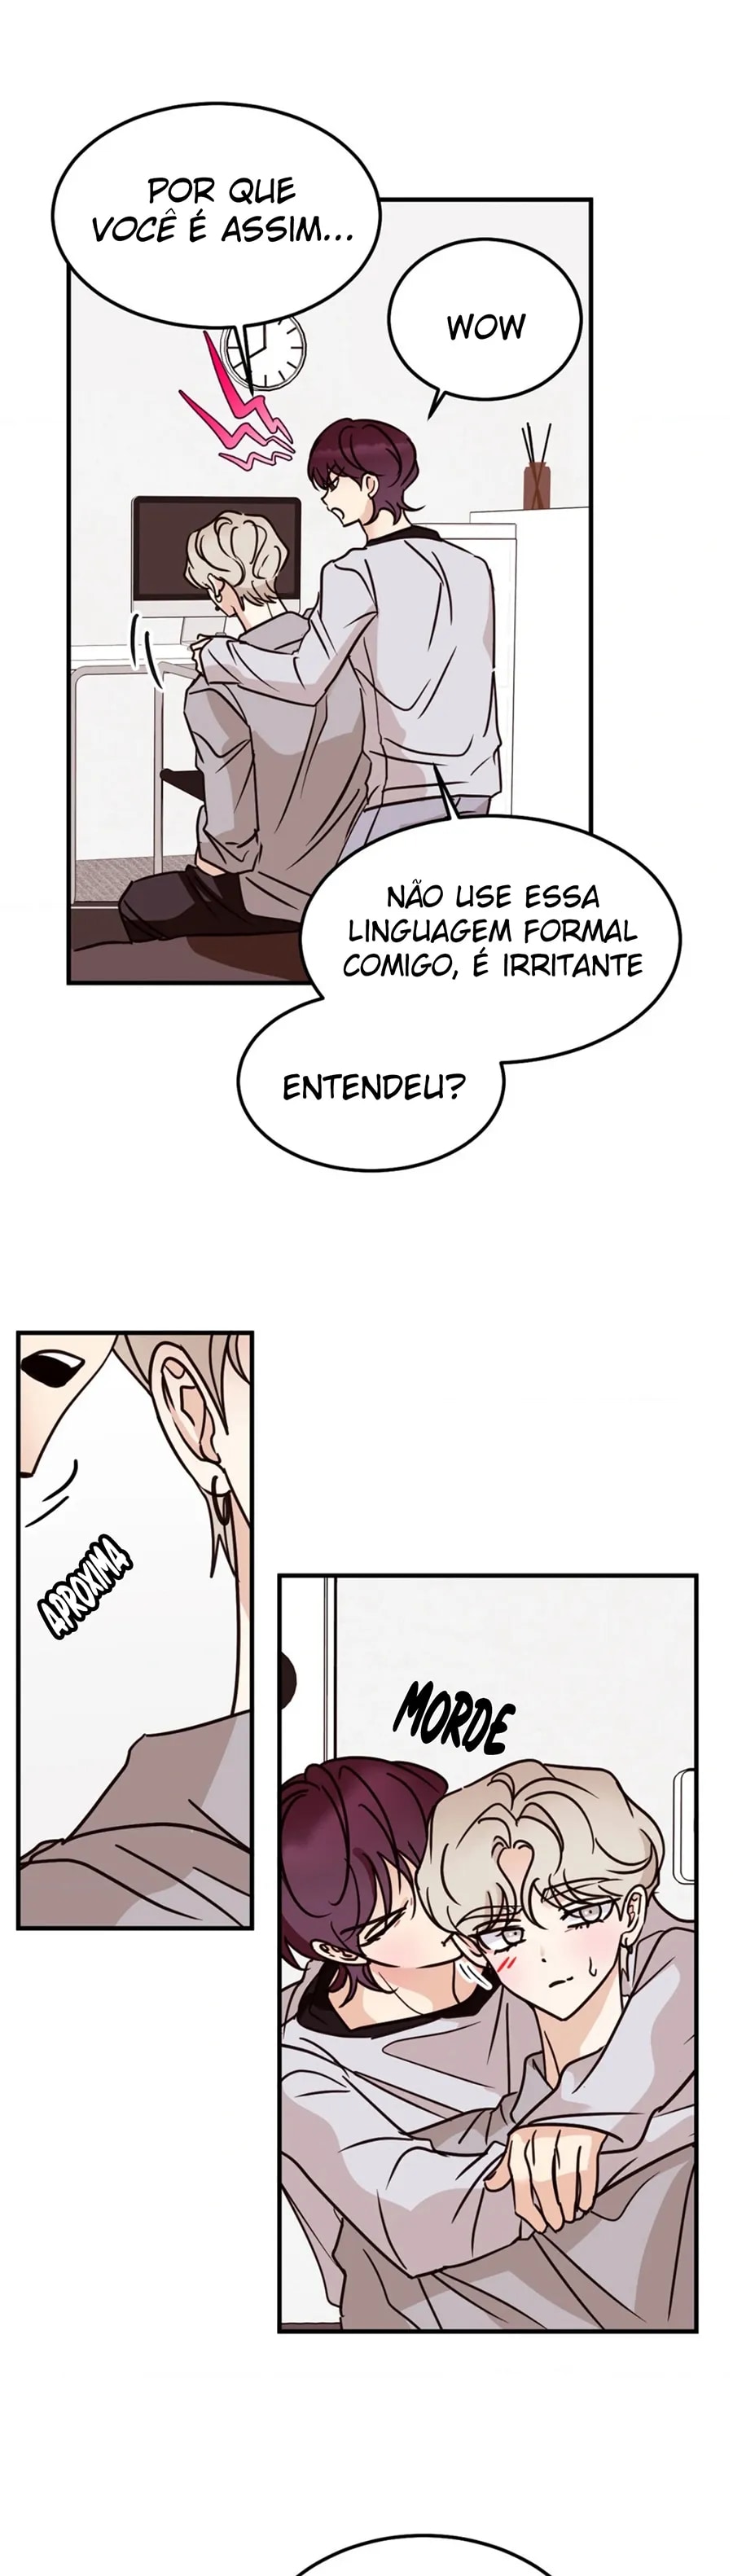 POR QUE
VOCÊ É ASSIM...
WOW
NÃO USE ESSA
LINGUAGEM FORMAL
COMIGO, É IRRITANTE
ENTENDEU?
APROXIMA
MORDE